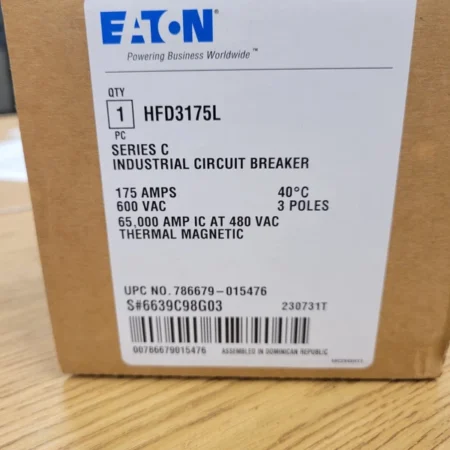 EATON
Powering Business Worldwide™
QTY
1 HFD3175L
PC
SERIES C
INDUSTRIAL CIRCUIT BREAKER
175 AMPS 40°C
600 VAC 3 POLES
65,000 AMP IC AT 480 VAC
THERMAL MAGNETIC
UPC NO. 786679-015476
S#6639C98G03 230731T
00786679015476 ASSEMBLED IN DOMINICAN REPUBLIC